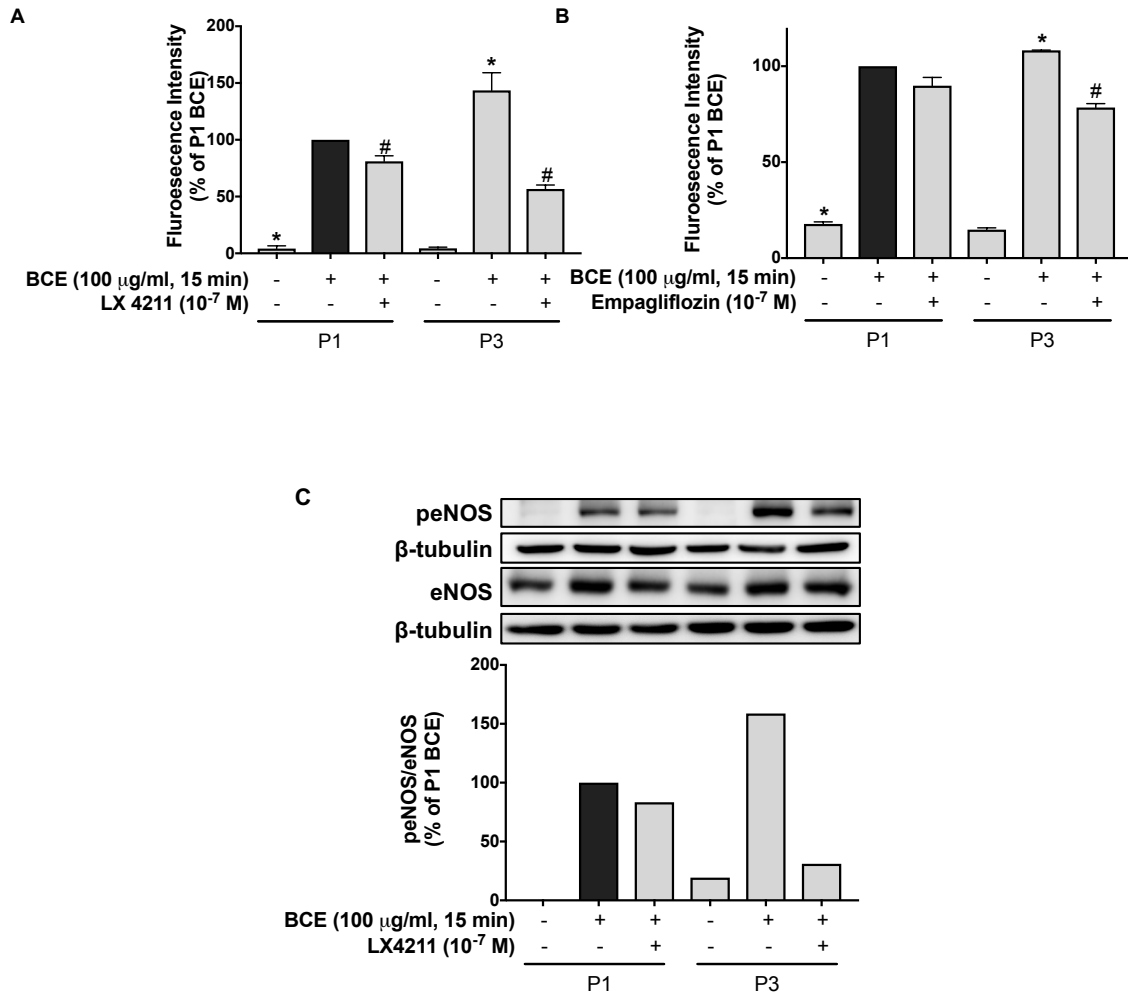 A
Fluroesecence Intensity
(% of P1 BCE)
200
150
100
50
0
*
#
*
#
BCE (100 μg/ml, 15 min) - + + - + +
LX 4211 (10-7 M) - - + - - +
P1 P3
B
Fluroesecence Intensity
(% of P1 BCE)
100
50
0
*
*
#
BCE (100 μg/ml, 15 min) - + + - + +
Empagliflozin (10-7 M) - - + - - +
P1 P3
C
peNOS
β-tubulin
eNOS
β-tubulin
peNOS/eNOS
(% of P1 BCE)
200
150
100
50
0
BCE (100 μg/ml, 15 min) - + + - + +
LX4211 (10-7 M) - - + - - +
P1 P3